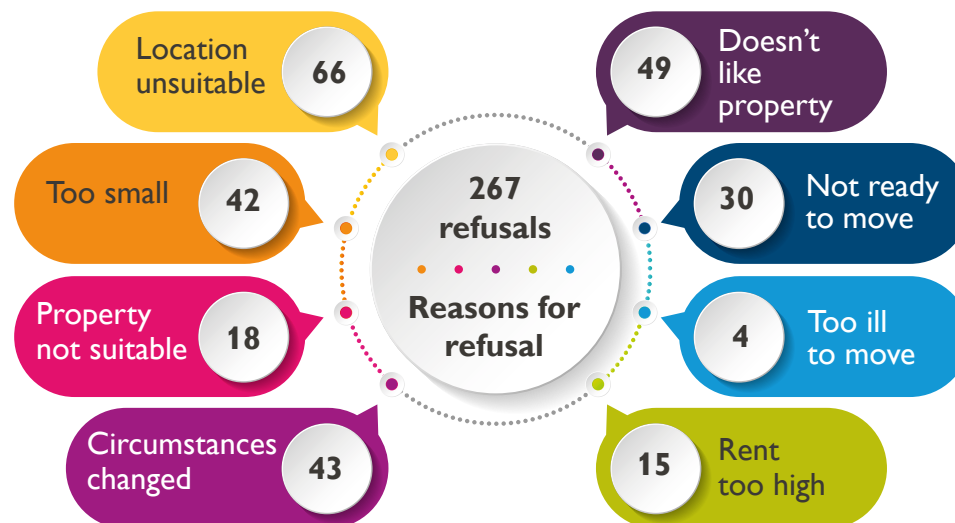 Location
unsuitable
66
Too small
42
Property
not suitable
18
Circumstances
changed
43
267
refusals
Reasons for
refusal
49
Doesn't
like
property
30
Not ready
to move
4
Too ill
to move
15
Rent
too high